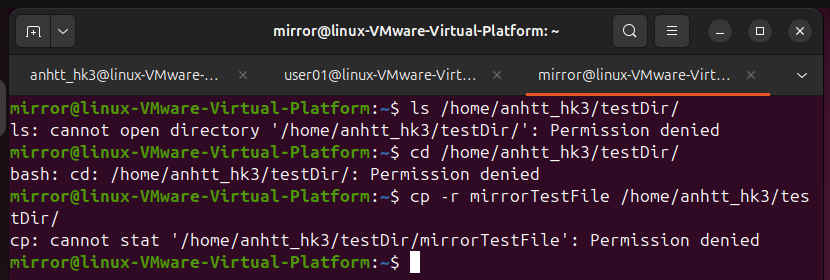 mirror@linux-VMware-Virtual-Platform: ~
anhtt_hk3@linux-VMware-...
user01@linux-VMware-Virt...
mirror@linux-VMware-Virt...
mirror@linux-VMware-Virtual-Platform:~$ ls /home/anhtt_hk3/testDir/
ls: cannot open directory '/home/anhtt_hk3/testDir/': Permission denied
mirror@linux-VMware-Virtual-Platform:~$ cd /home/anhtt_hk3/testDir/
bash: cd: /home/anhtt_hk3/testDir/: Permission denied
mirror@linux-VMware-Virtual-Platform:~$ cp -r mirrorTestFile /home/anhtt_hk3/tes
tDir/
cp: cannot stat '/home/anhtt_hk3/testDir/mirrorTestFile': Permission denied
mirror@linux-VMware-Virtual-Platform:~$